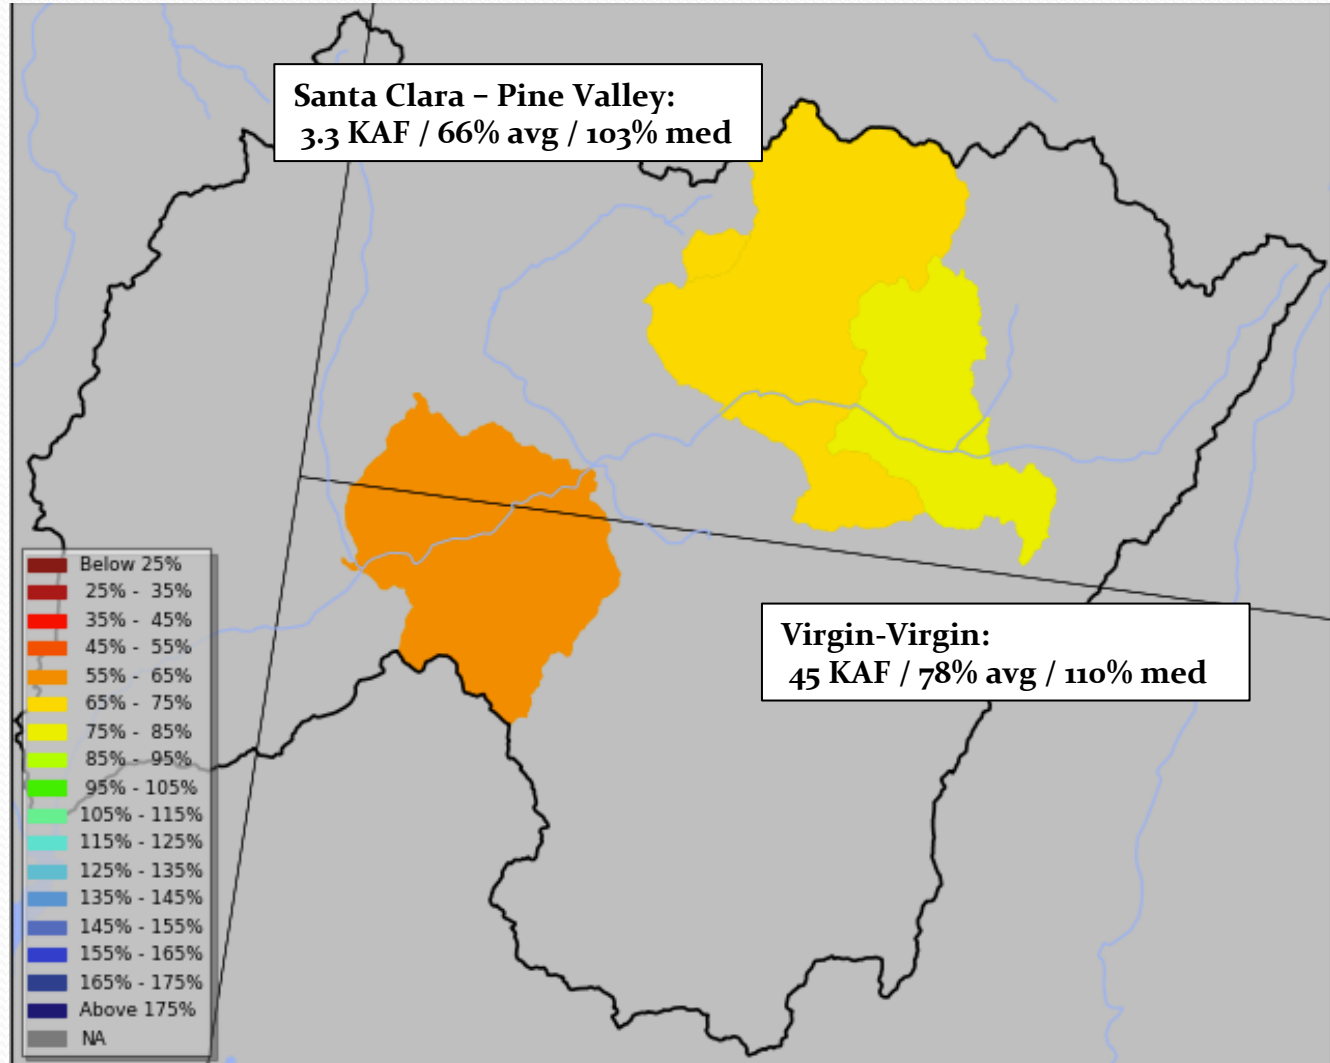 Santa Clara – Pine Valley:
3.3 KAF / 66% avg / 103% med
Virgin-Virgin:
45 KAF / 78% avg / 110% med
Below 25%
25% - 35%
35% - 45%
45% - 55%
55% - 65%
65% - 75%
75% - 85%
85% - 95%
95% - 105%
105% - 115%
115% - 125%
125% - 135%
135% - 145%
145% - 155%
155% - 165%
165% - 175%
Above 175%
NA